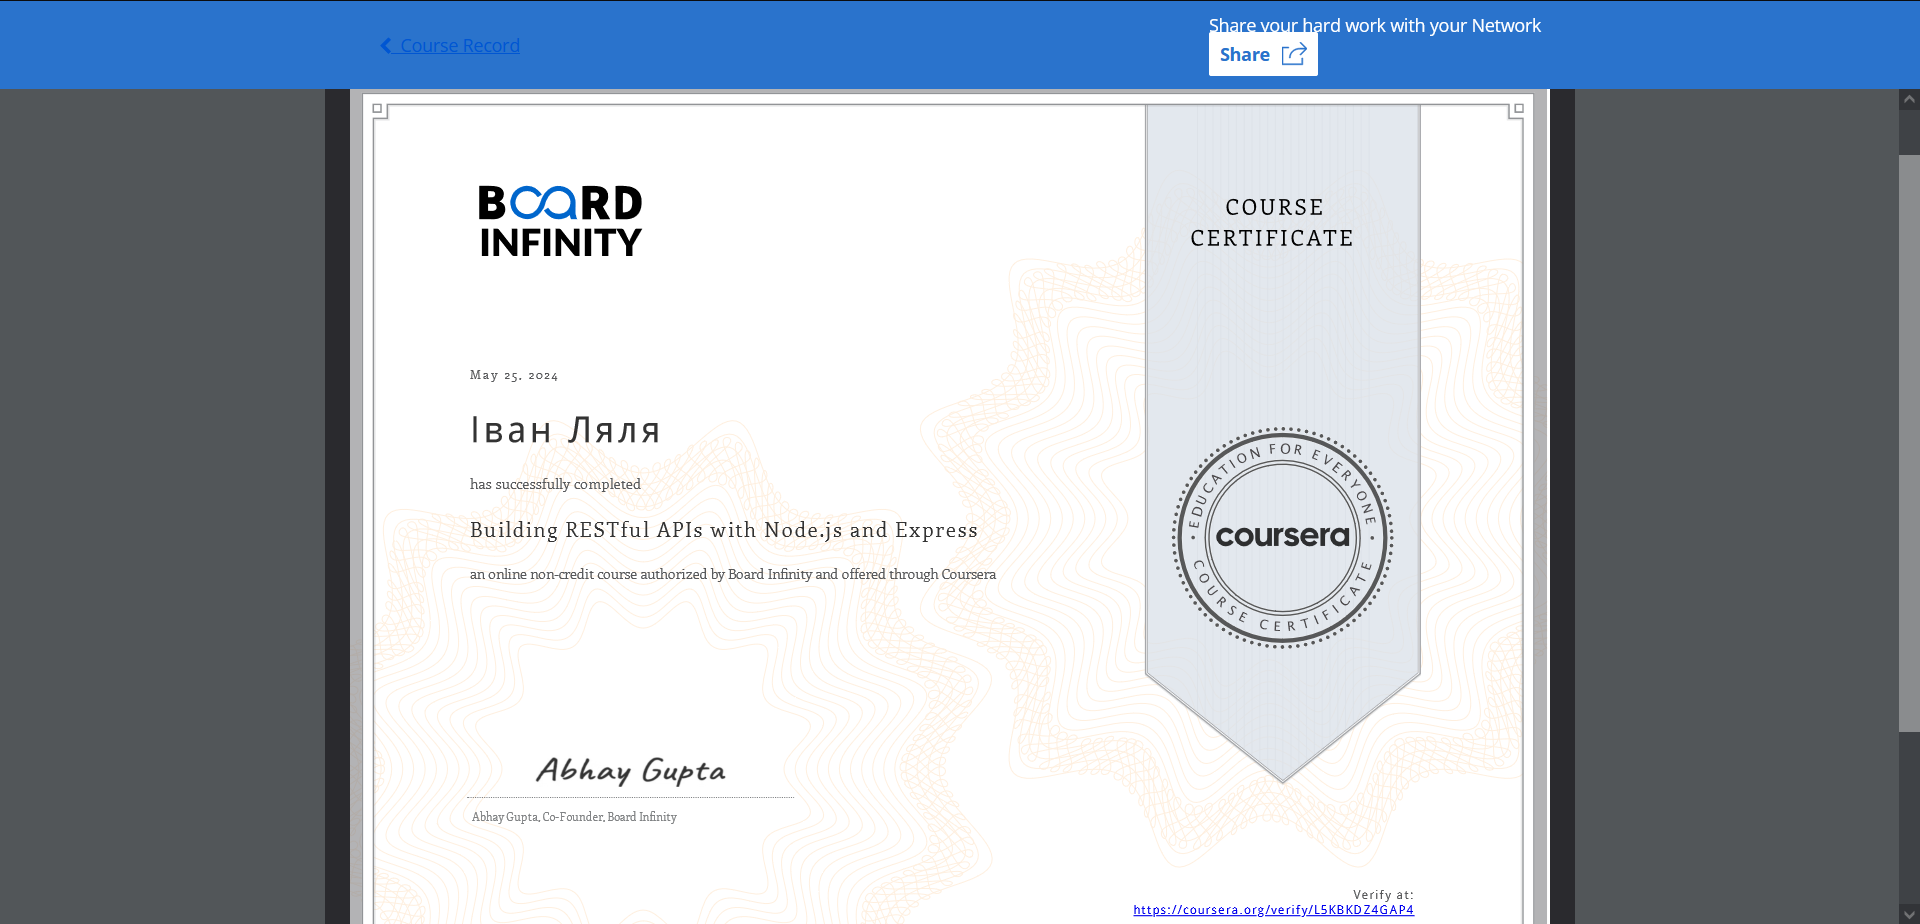 Course Record
Share your hard work with your Network
Share
BOARD
INFINITY
COURSE
CERTIFICATE
May 25, 2024
Іван Ляля
has successfully completed
Building RESTful APIs with Node.js and Express
an online non-credit course authorized by Board Infinity and offered through Coursera
EDUCATION FOR EVERYONE
coursera
COURSE CERTIFICATE
Abhay Gupta
Abhay Gupta, Co-Founder, Board Infinity
Verify at:
https://coursera.org/verify/L5KBKDZ4GAP4